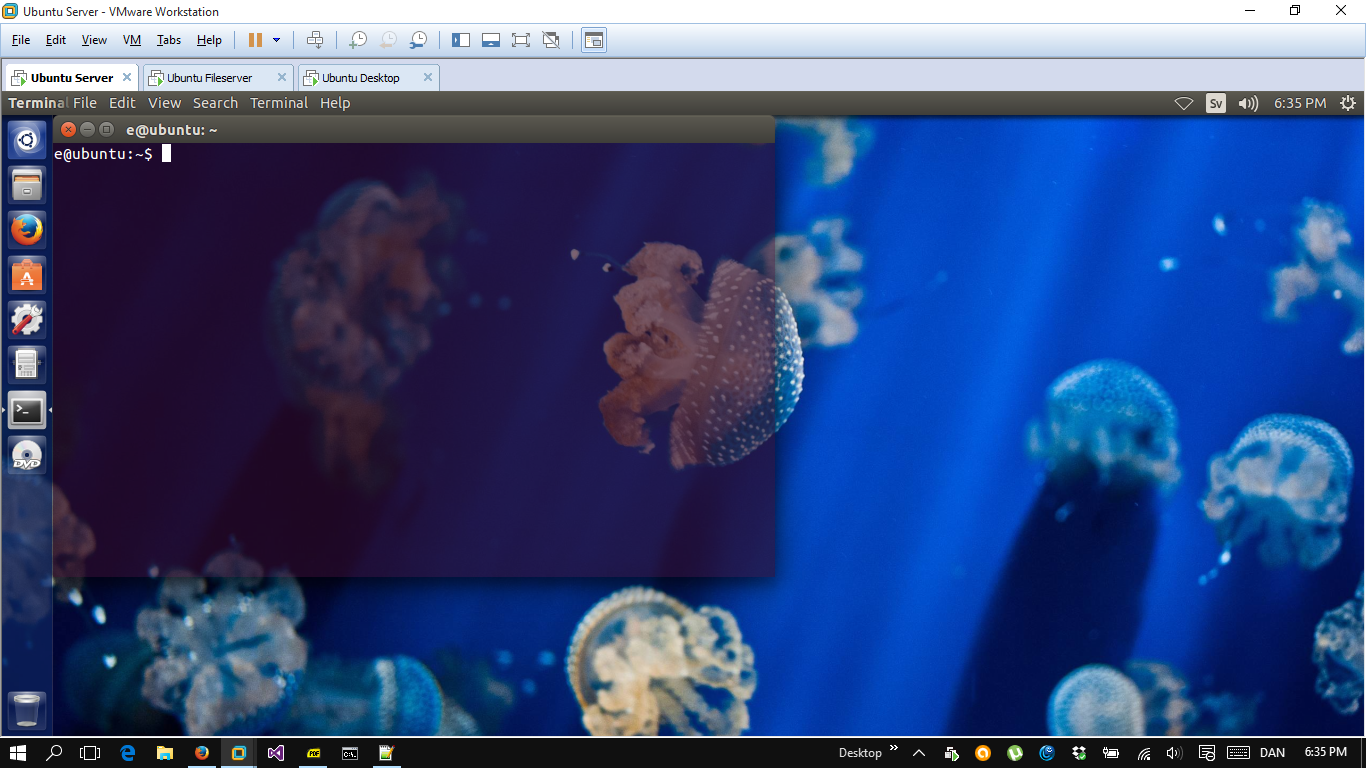 Ubuntu Server - VMware Workstation
File Edit View VM Tabs Help
Ubuntu Server Ubuntu Fileserver Ubuntu Desktop
Terminal File Edit View Search Terminal Help Sv 6:35 PM
e@ubuntu: ~
e@ubuntu:~$
A
DVD
PDF
C:\.
Desktop » DAN 6:35 PM